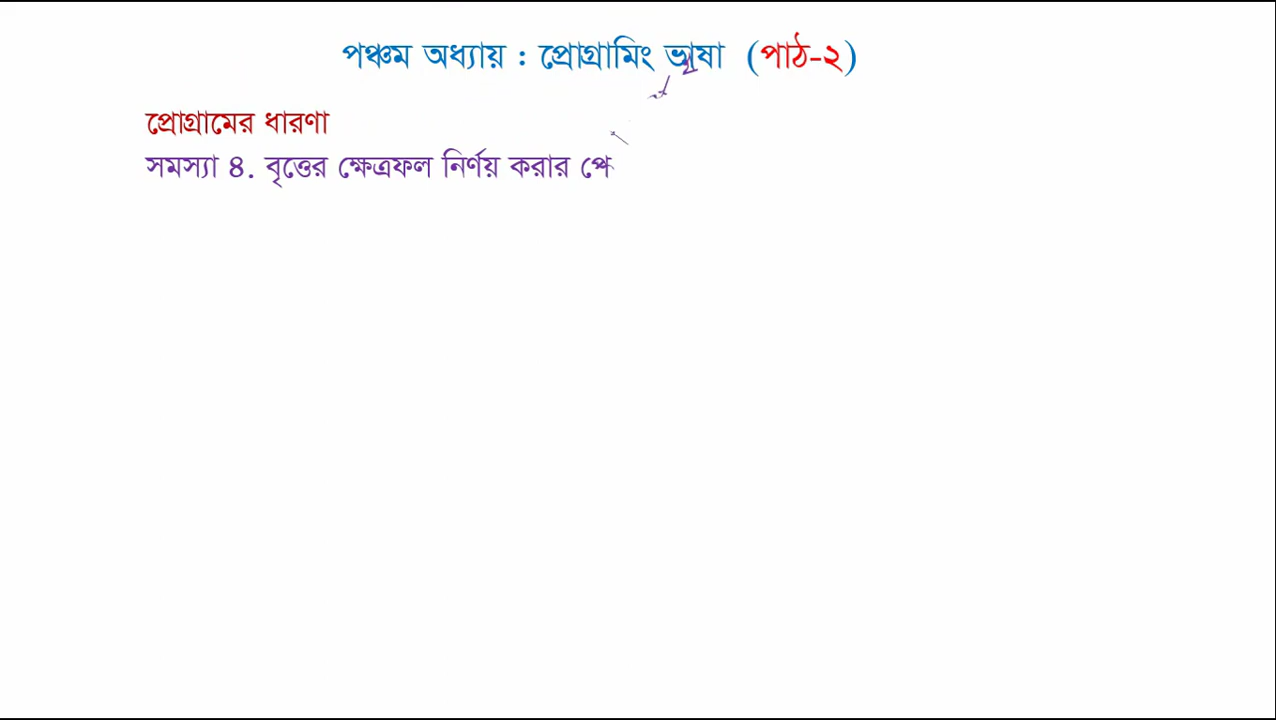 পঞ্চম অধ্যায় : প্রোগ্রামিং ভাষা (পাঠ-২)
প্রোগ্রামের ধারণা
সমস্যা ৪. বৃত্তের ক্ষেত্রফল নির্ণয় করার